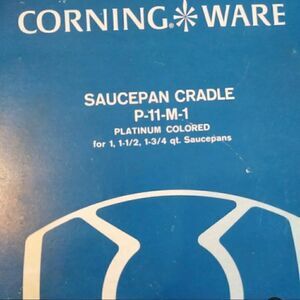 CORNING®✳WARE
SAUCEPAN CRADLE
P-11-M-1
PLATINUM COLORED
for 1, 1-1/2, 1-3/4 qt. Saucepans